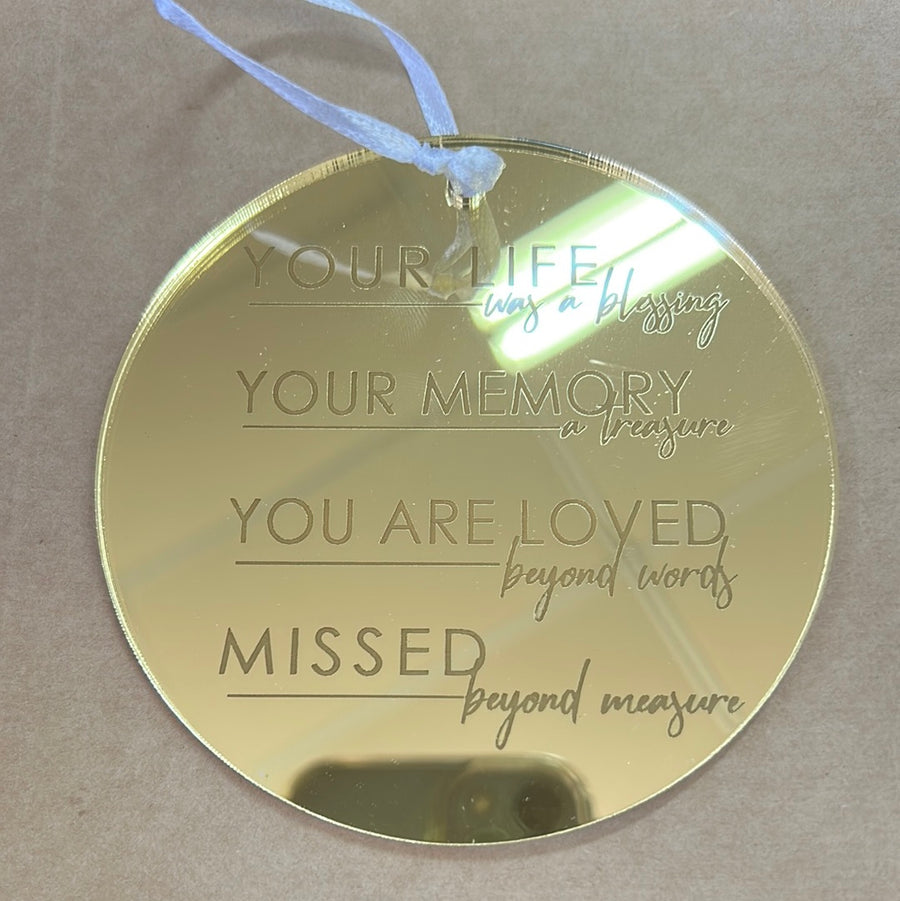 YOUR LIFE
was a blessing
YOUR MEMORY
a treasure
YOU ARE LOVED
beyond words
MISSED
beyond measure